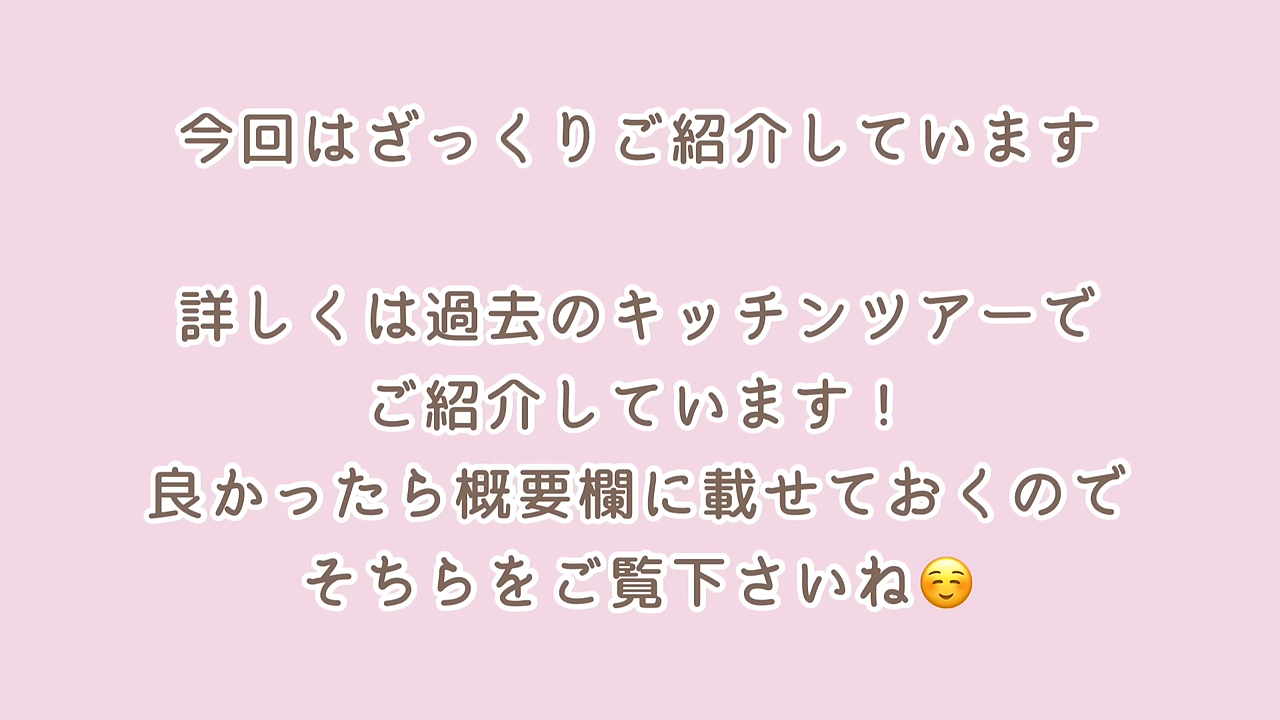 今回はざっくりご紹介しています
詳しくは過去のキッチンツアーで
ご紹介しています！
良かったら概要欄に載せておくので
そちらをご覧下さいね☺️